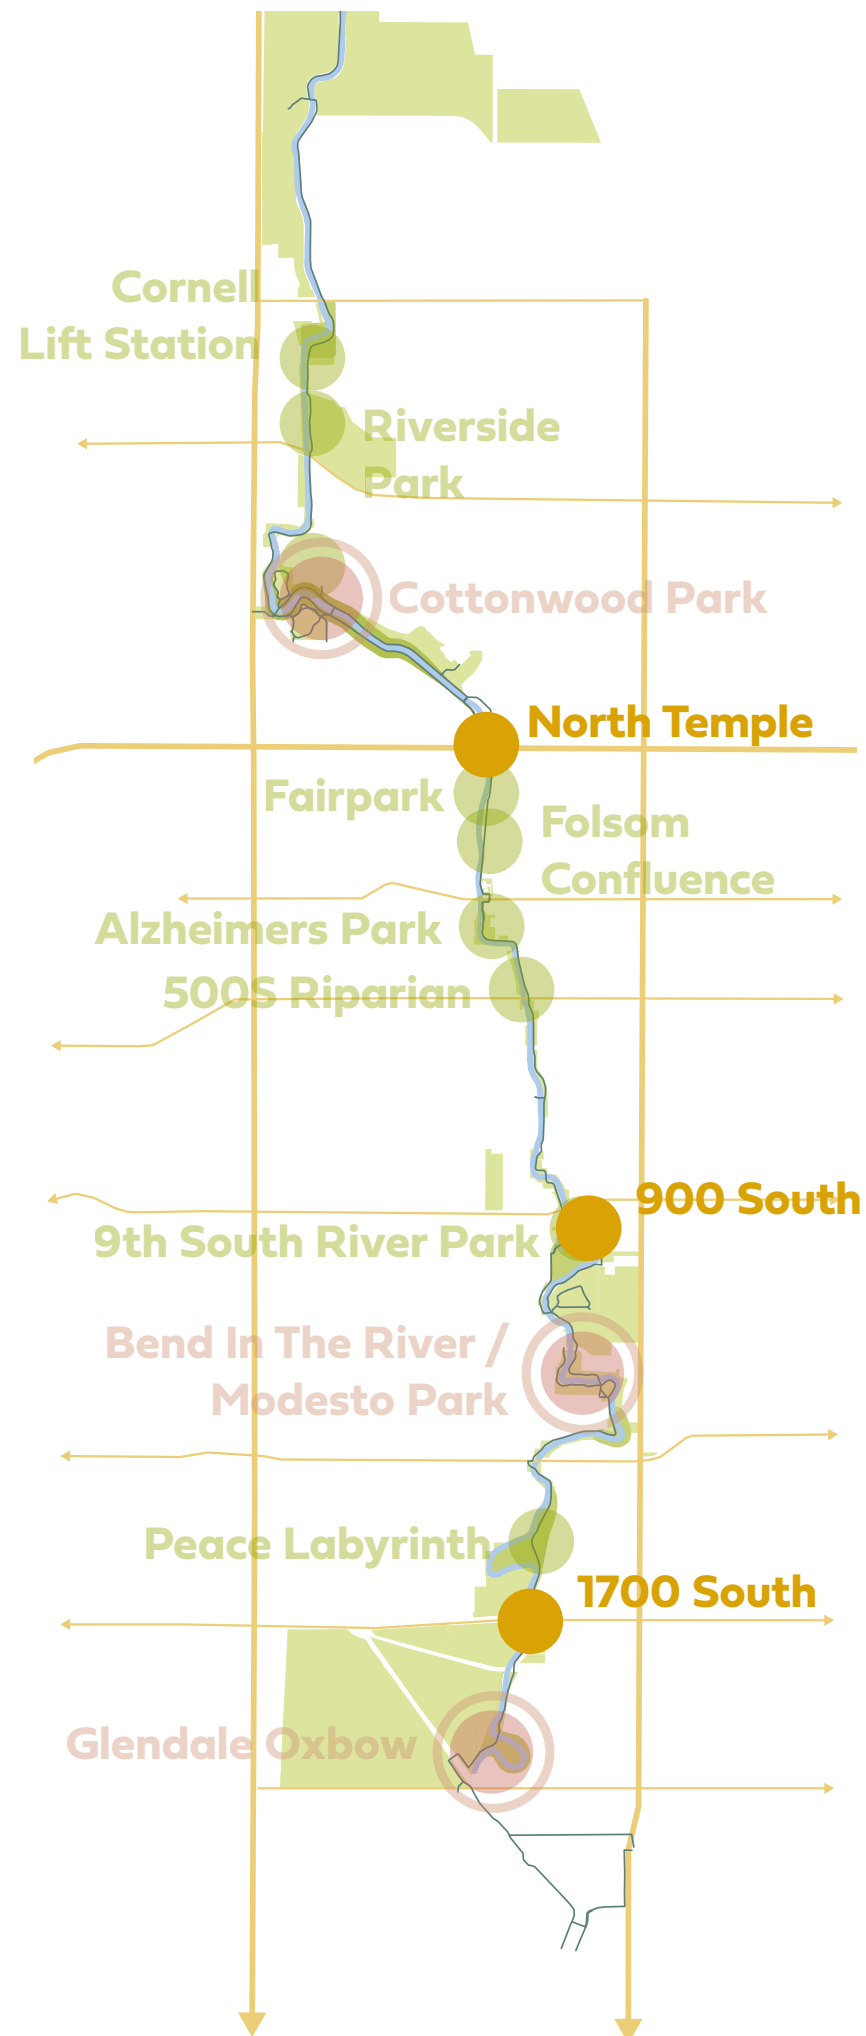 Cornell
Lift Station
Riverside
Park
Cottonwood Park
North Temple
Fairpark
Folsom
Confluence
Alzheimers Park
500S Riparian
900 South
9th South River Park
Bend In The River /
Modesto Park
Peace Labyrinth
1700 South
Glendale Oxbow